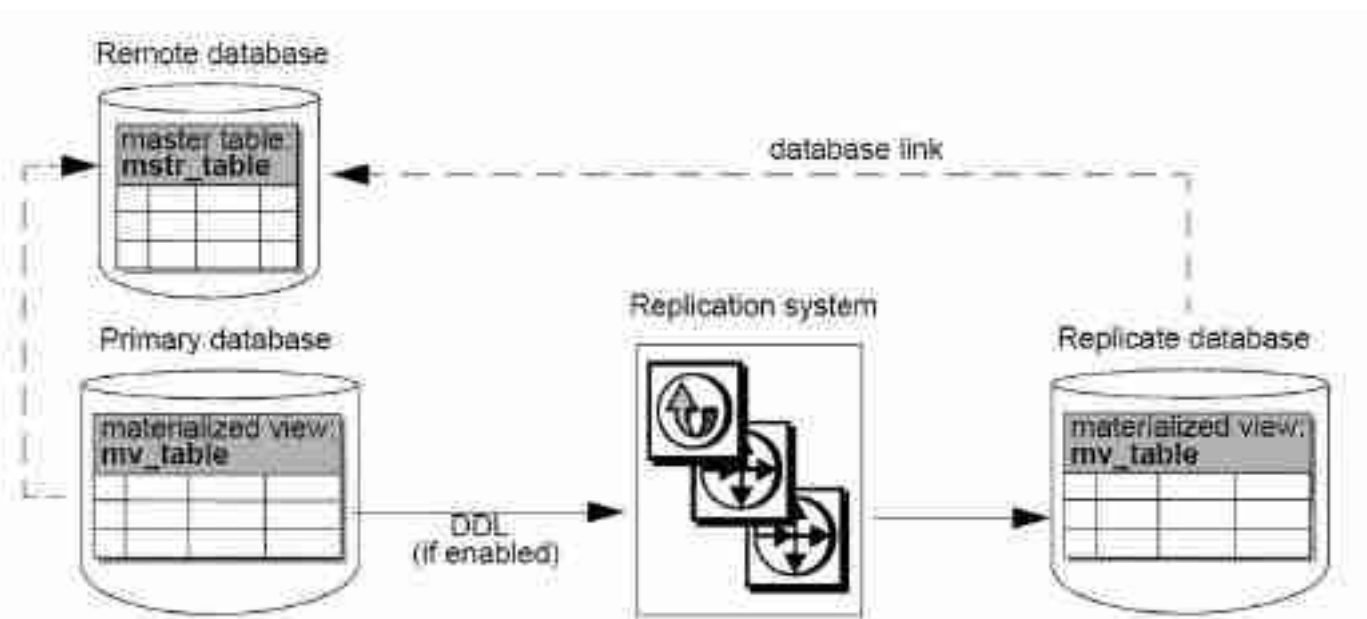 Remote database
master table:
mstr_table
database link
Primary database
materialized view:
mv_table
DDL
(if enabled)
Replication system
Replicate database
materialized view:
mv_table